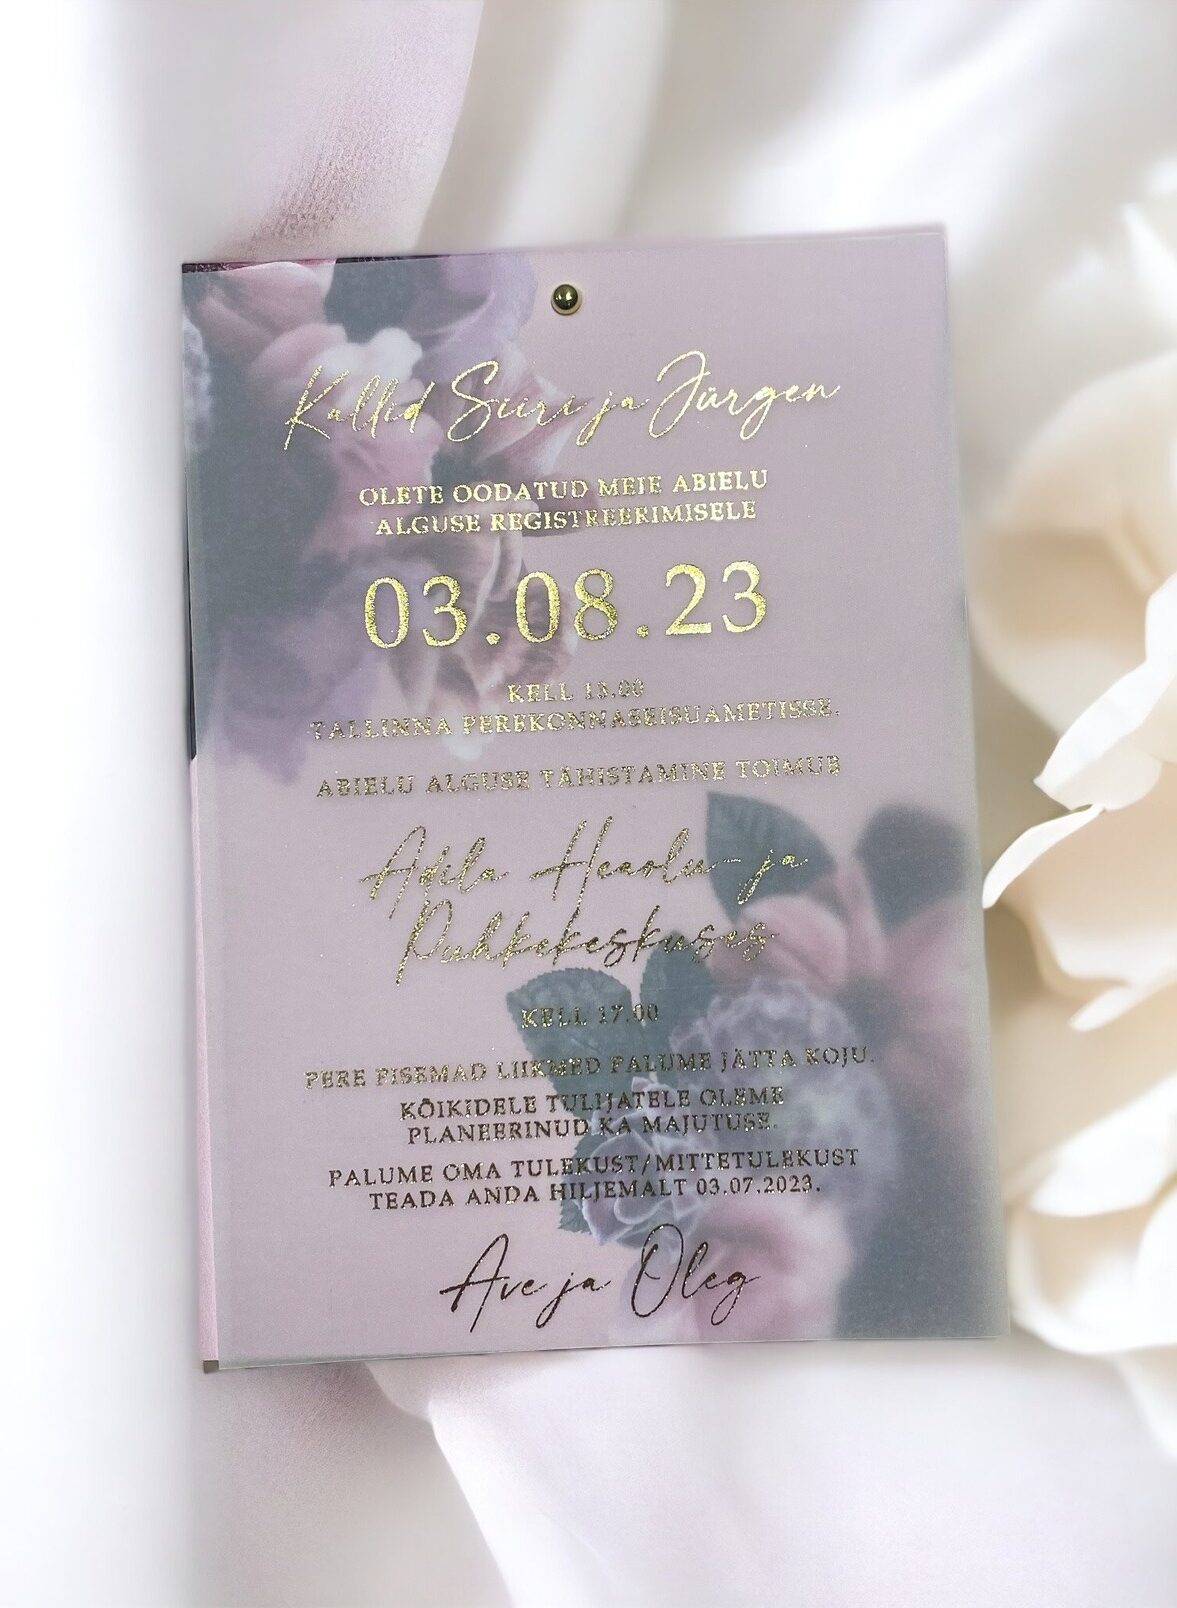 Kallid Siiri ja Jürgen
OLETE OODATUD MEIE ABIELU
ALGUSE REGISTREERIMISELE
03.08.23
KELL 13.00
TALLINNA PEREKONNASEISUAMETISSE.
ABIELU ALGUSE TÄHISTAMINE TOIMUB
Adila Heaolu- ja
Puhkekeskuses
KELL 17.00
PERE PISEMAD LIIKMED PALUME JÄTTA KOJU.
KÕIKIDELE TULIJATELE OLEME
PLANEERINUD KA MAJUTUSE.
PALUME OMA TULEKUST/MITTETULEKUST
TEADA ANDA HILJEMALT 03.07.2023.
Ave ja Oleg